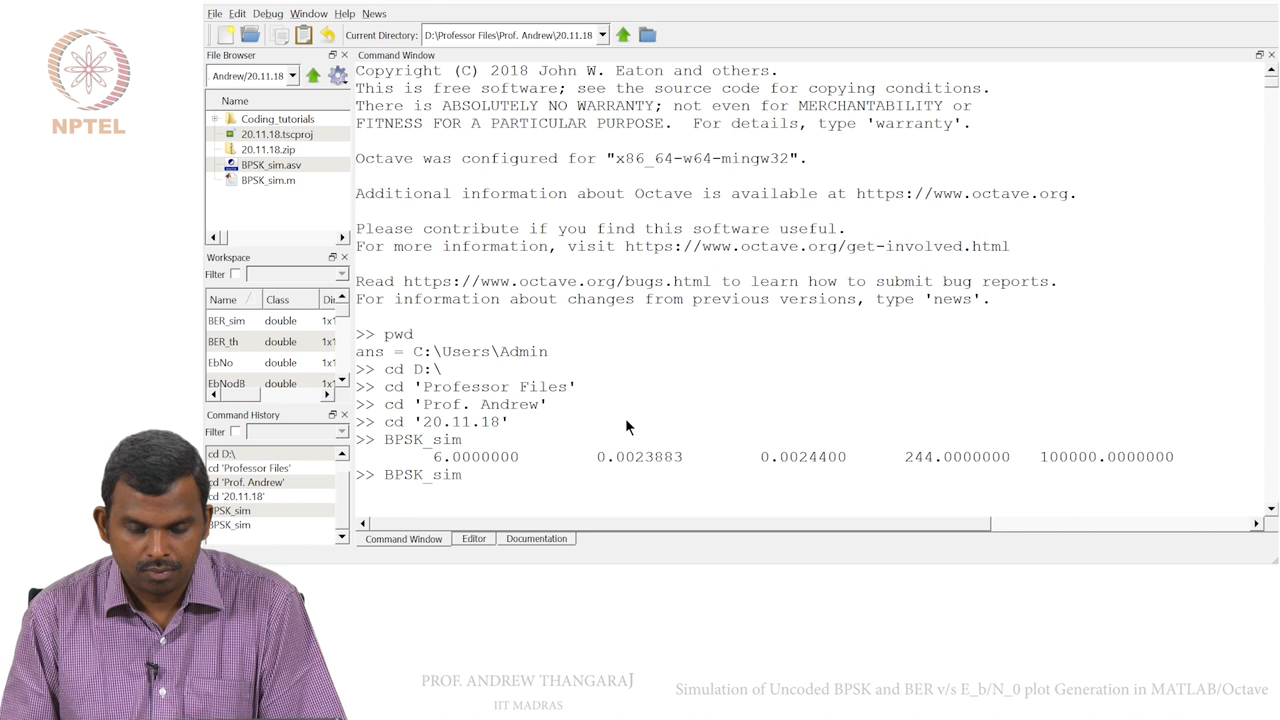 NPTEL
File Edit Debug Window Help News
Current Directory: D:\Professor Files\Prof. Andrew\20.11.18
File Browser
Andrew/20.11.18
Name
Coding_tutorials
20.11.18.tscproj
20.11.18.zip
BPSK_sim.asv
BPSK_sim.m
Workspace
Filter
Name Class Di
BER_sim double 1x1
BER_th double 1x1
EbNo double 1x1
EbNodB double 1x1
Command History
Filter
cd D:\
cd 'Professor Files'
cd 'Prof. Andrew'
cd '20.11.18'
BPSK_sim
BPSK_sim
Command Window
Copyright (C) 2018 John W. Eaton and others.
This is free software; see the source code for copying conditions.
There is ABSOLUTELY NO WARRANTY; not even for MERCHANTABILITY or
FITNESS FOR A PARTICULAR PURPOSE. For details, type 'warranty'.
Octave was configured for "x86_64-w64-mingw32".
Additional information about Octave is available at https://www.octave.org.
Please contribute if you find this software useful.
For more information, visit https://www.octave.org/get-involved.html
Read https://www.octave.org/bugs.html to learn how to submit bug reports.
For information about changes from previous versions, type 'news'.
>> pwd
ans = C:\Users\Admin
>> cd D:\
>> cd 'Professor Files'
>> cd 'Prof. Andrew'
>> cd '20.11.18'
>> BPSK_sim
6.0000000 0.0023883 0.0024400 244.0000000 100000.0000000
>> BPSK_sim
Command Window Editor Documentation
PROF. ANDREW THANGARAJ
IIT MADRAS
Simulation of Uncoded BPSK and BER v/s E_b/N_0 plot Generation in MATLAB/Octave